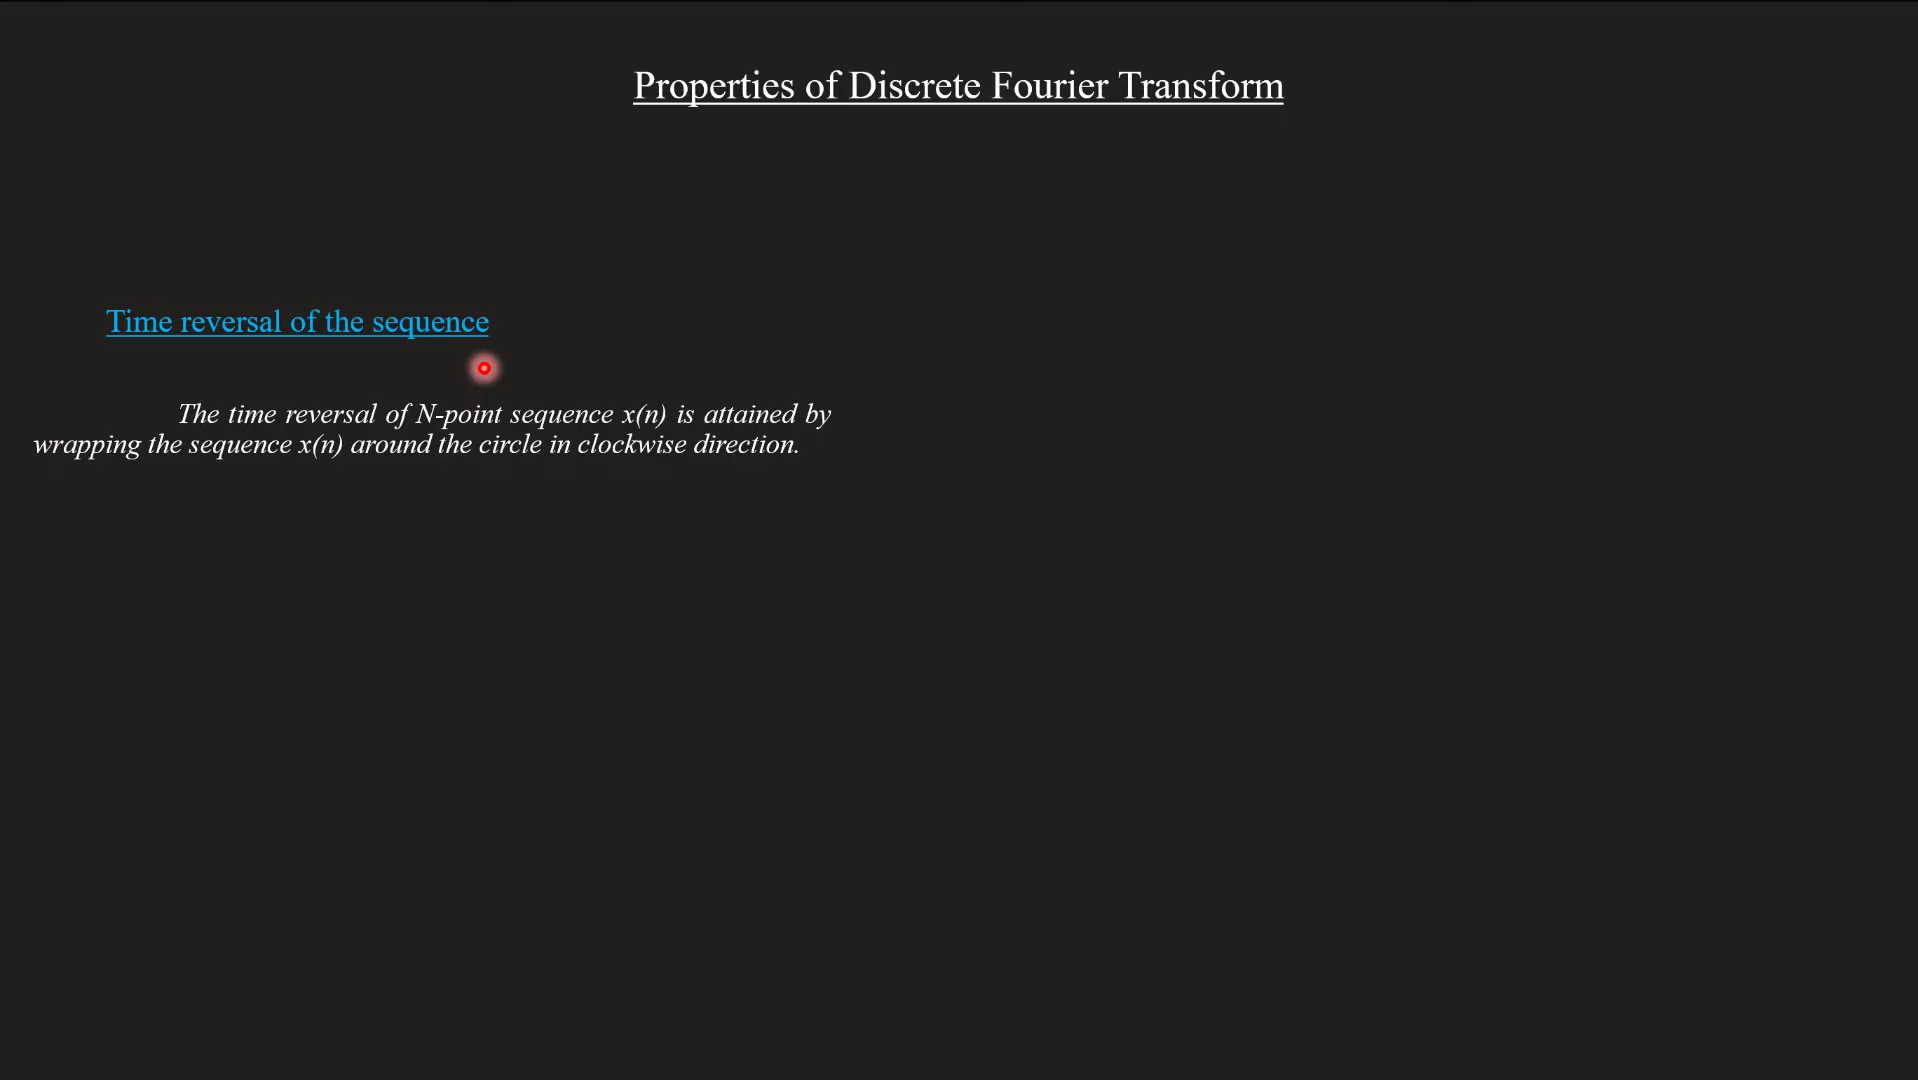 Properties of Discrete Fourier Transform
Time reversal of the sequence
The time reversal of N-point sequence x(n) is attained by
wrapping the sequence x(n) around the circle in clockwise direction.